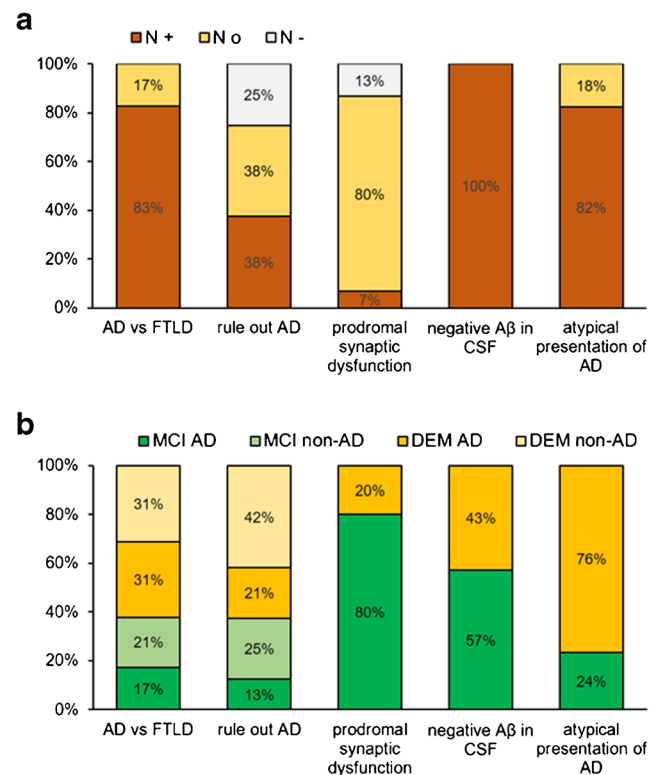 a
N + N o N -
100%
80%
60%
40%
20%
0%
17%
83%
25%
38%
38%
13%
80%
7%
100%
18%
82%
AD vs FTLD
rule out AD
prodromal
synaptic
dysfunction
negative Aβ in
CSF
atypical
presentation of
AD
b
MCI AD MCI non-AD DEM AD DEM non-AD
100%
80%
60%
40%
20%
0%
31%
31%
21%
17%
42%
21%
25%
13%
20%
80%
43%
57%
76%
24%
AD vs FTLD
rule out AD
prodromal
synaptic
dysfunction
negative Aβ in
CSF
atypical
presentation of
AD